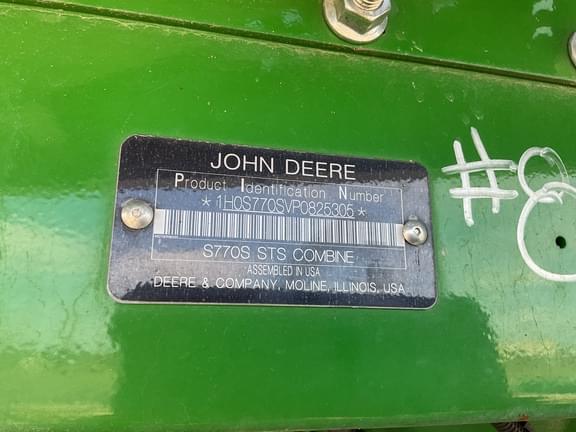 JOHN DEERE
Product Identification Number
*1H0S770SVP0825305*
S770S STS COMBINE
ASSEMBLED IN USA
DEERE & COMPANY, MOLINE, ILLINOIS, USA
#8